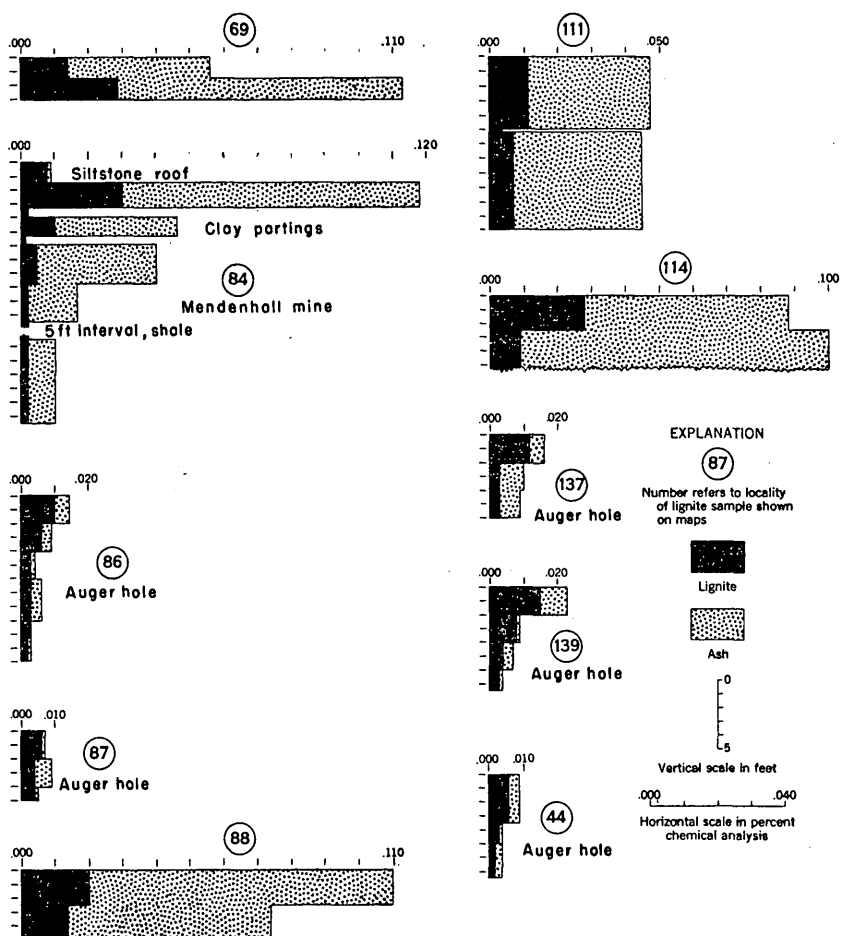 69
.000 .110
.000 .120
Siltstone roof
Clay partings
84
Mendenhall mine
5 ft interval, shale
.000 .020
86
Auger hole
.000 .010
87
Auger hole
88
.000 .110
111
.000 .050
114
.000 .100
.000 .020
137
Auger hole
.000 .020
139
Auger hole
.000 .010
44
Auger hole
EXPLANATION
87
Number refers to locality
of lignite sample shown
on maps
Lignite
Ash
0
5
Vertical scale in feet
.000 .040
Horizontal scale in percent
chemical analysis